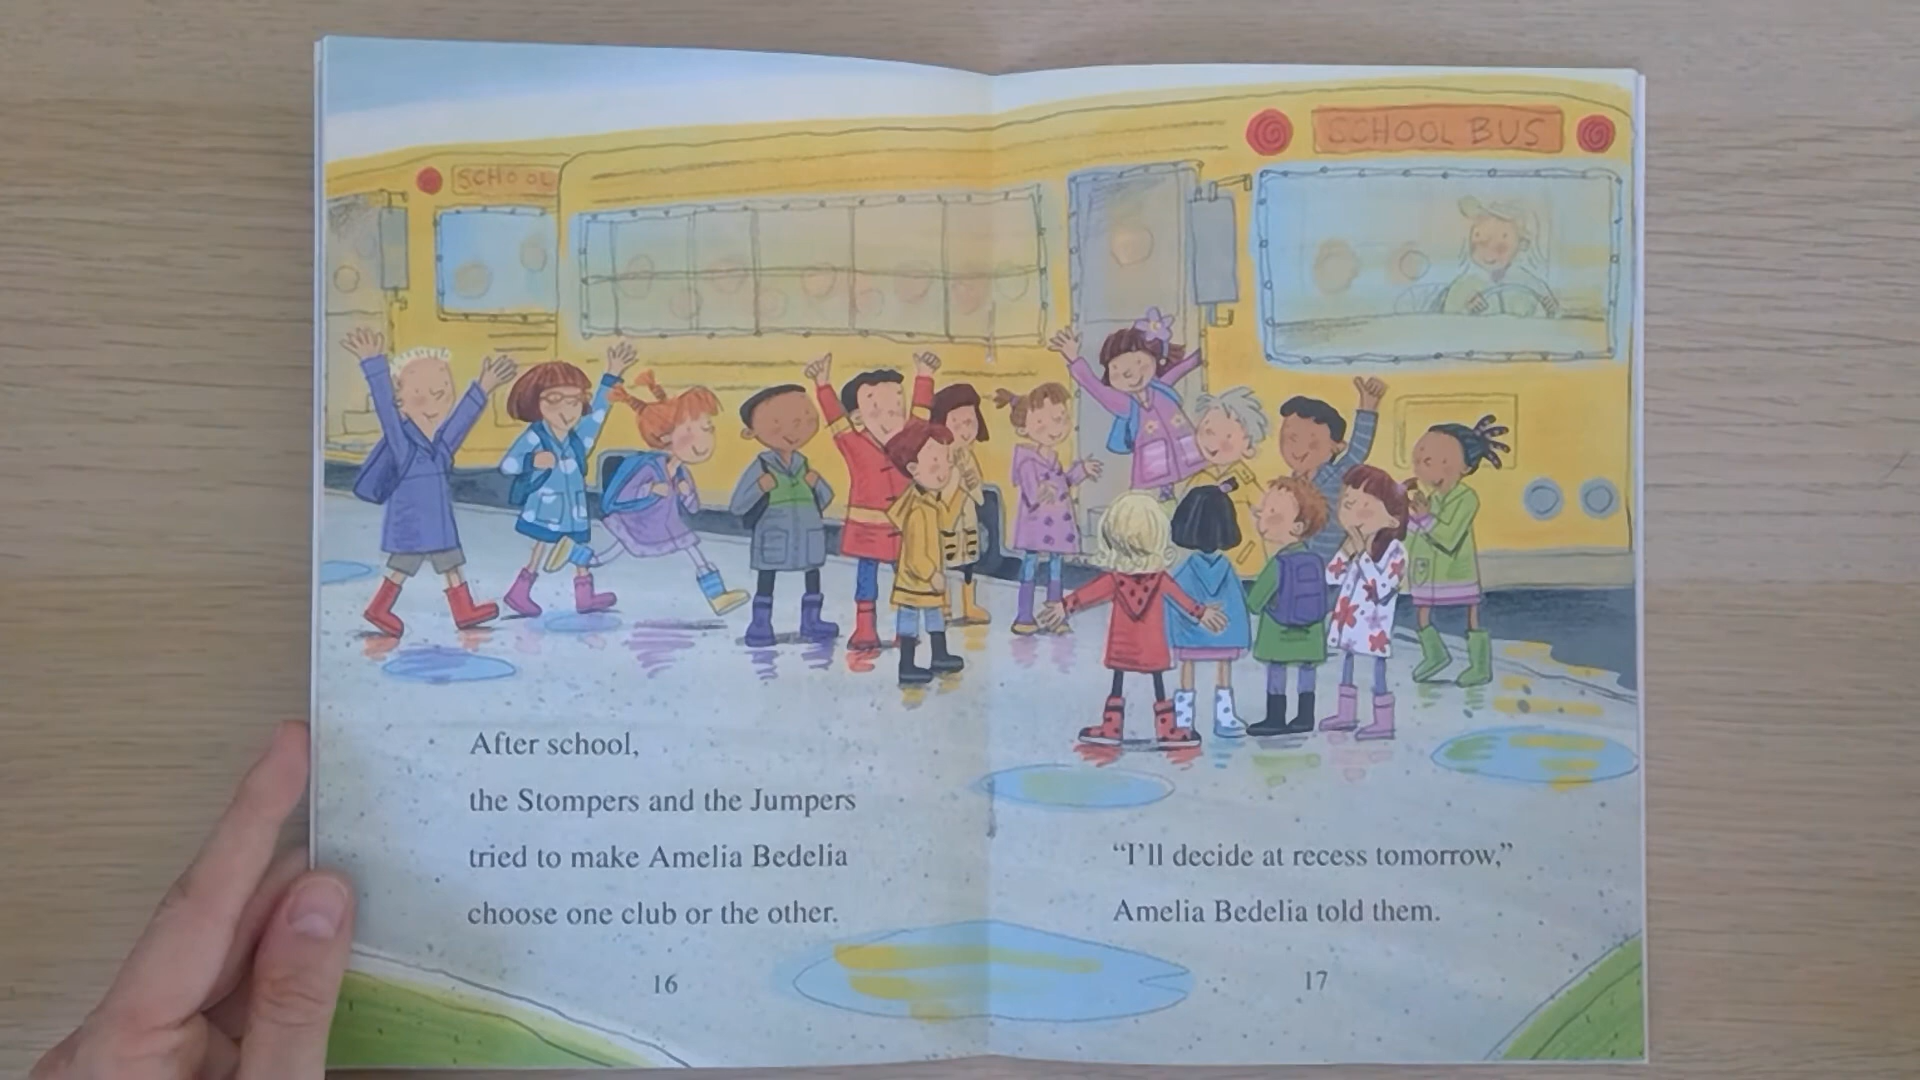 SCHOOL
SCHOOL BUS
After school,
the Stompers and the Jumpers
tried to make Amelia Bedelia
choose one club or the other.
16
“I’ll decide at recess tomorrow,”
Amelia Bedelia told them.
17